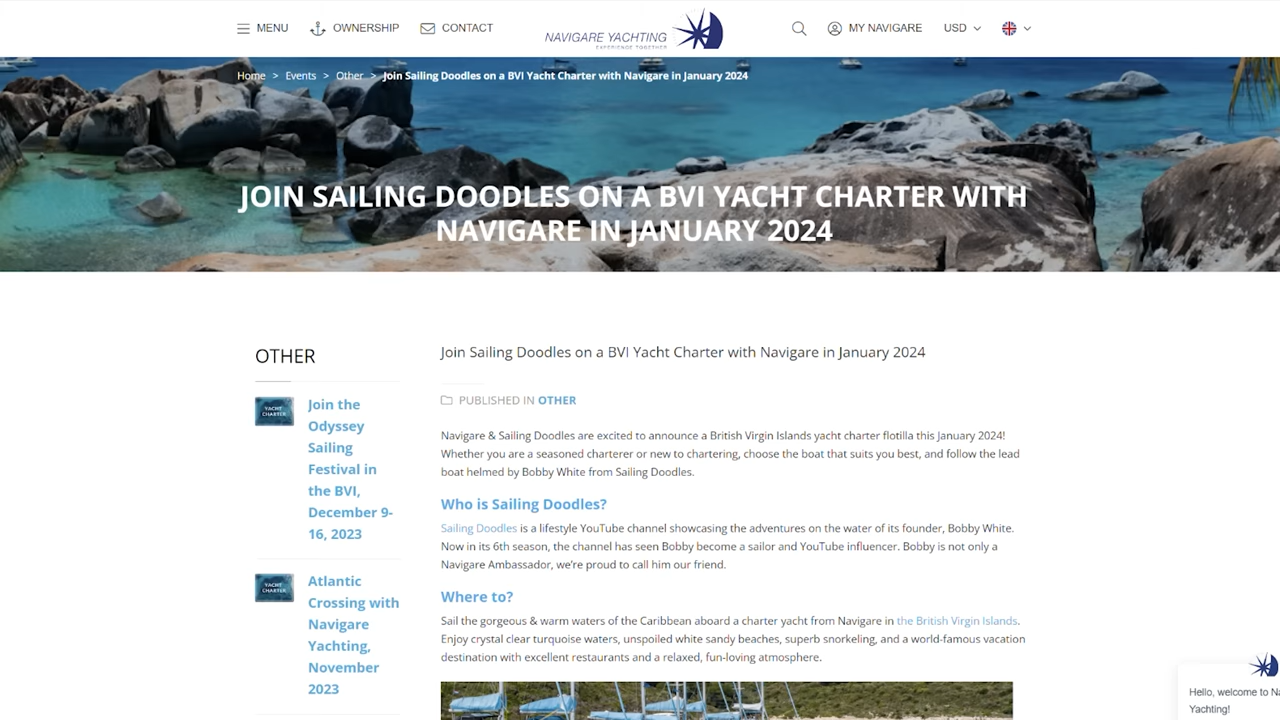 MENU OWNERSHIP CONTACT NAVIGARE YACHTING MY NAVIGARE USD
EXPERIENCE TOGETHER
Home > Events > Other > Join Sailing Doodles on a BVI Yacht Charter with Navigare in January 2024
JOIN SAILING DOODLES ON A BVI YACHT CHARTER WITH
NAVIGARE IN JANUARY 2024
OTHER
YACHT
CHARTER
Join the
Odyssey
Sailing
Festival in
the BVI,
December 9-
16, 2023
YACHT
CHARTER
Atlantic
Crossing with
Navigare
Yachting,
November
2023
Join Sailing Doodles on a BVI Yacht Charter with Navigare in January 2024
PUBLISHED IN OTHER
Navigare & Sailing Doodles are excited to announce a British Virgin Islands yacht charter flotilla this January 2024!
Whether you are a seasoned charterer or new to chartering, choose the boat that suits you best, and follow the lead
boat helmed by Bobby White from Sailing Doodles.
Who is Sailing Doodles?
Sailing Doodles is a lifestyle YouTube channel showcasing the adventures on the water of its founder, Bobby White.
Now in its 6th season, the channel has seen Bobby become a sailor and YouTube influencer. Bobby is not only a
Navigare Ambassador, we're proud to call him our friend.
Where to?
Sail the gorgeous & warm waters of the Caribbean aboard a charter yacht from Navigare in the British Virgin Islands.
Enjoy crystal clear turquoise waters, unspoiled white sandy beaches, superb snorkeling, and a world-famous vacation
destination with excellent restaurants and a relaxed, fun-loving atmosphere.
Hello, welcome to Na
Yachting!